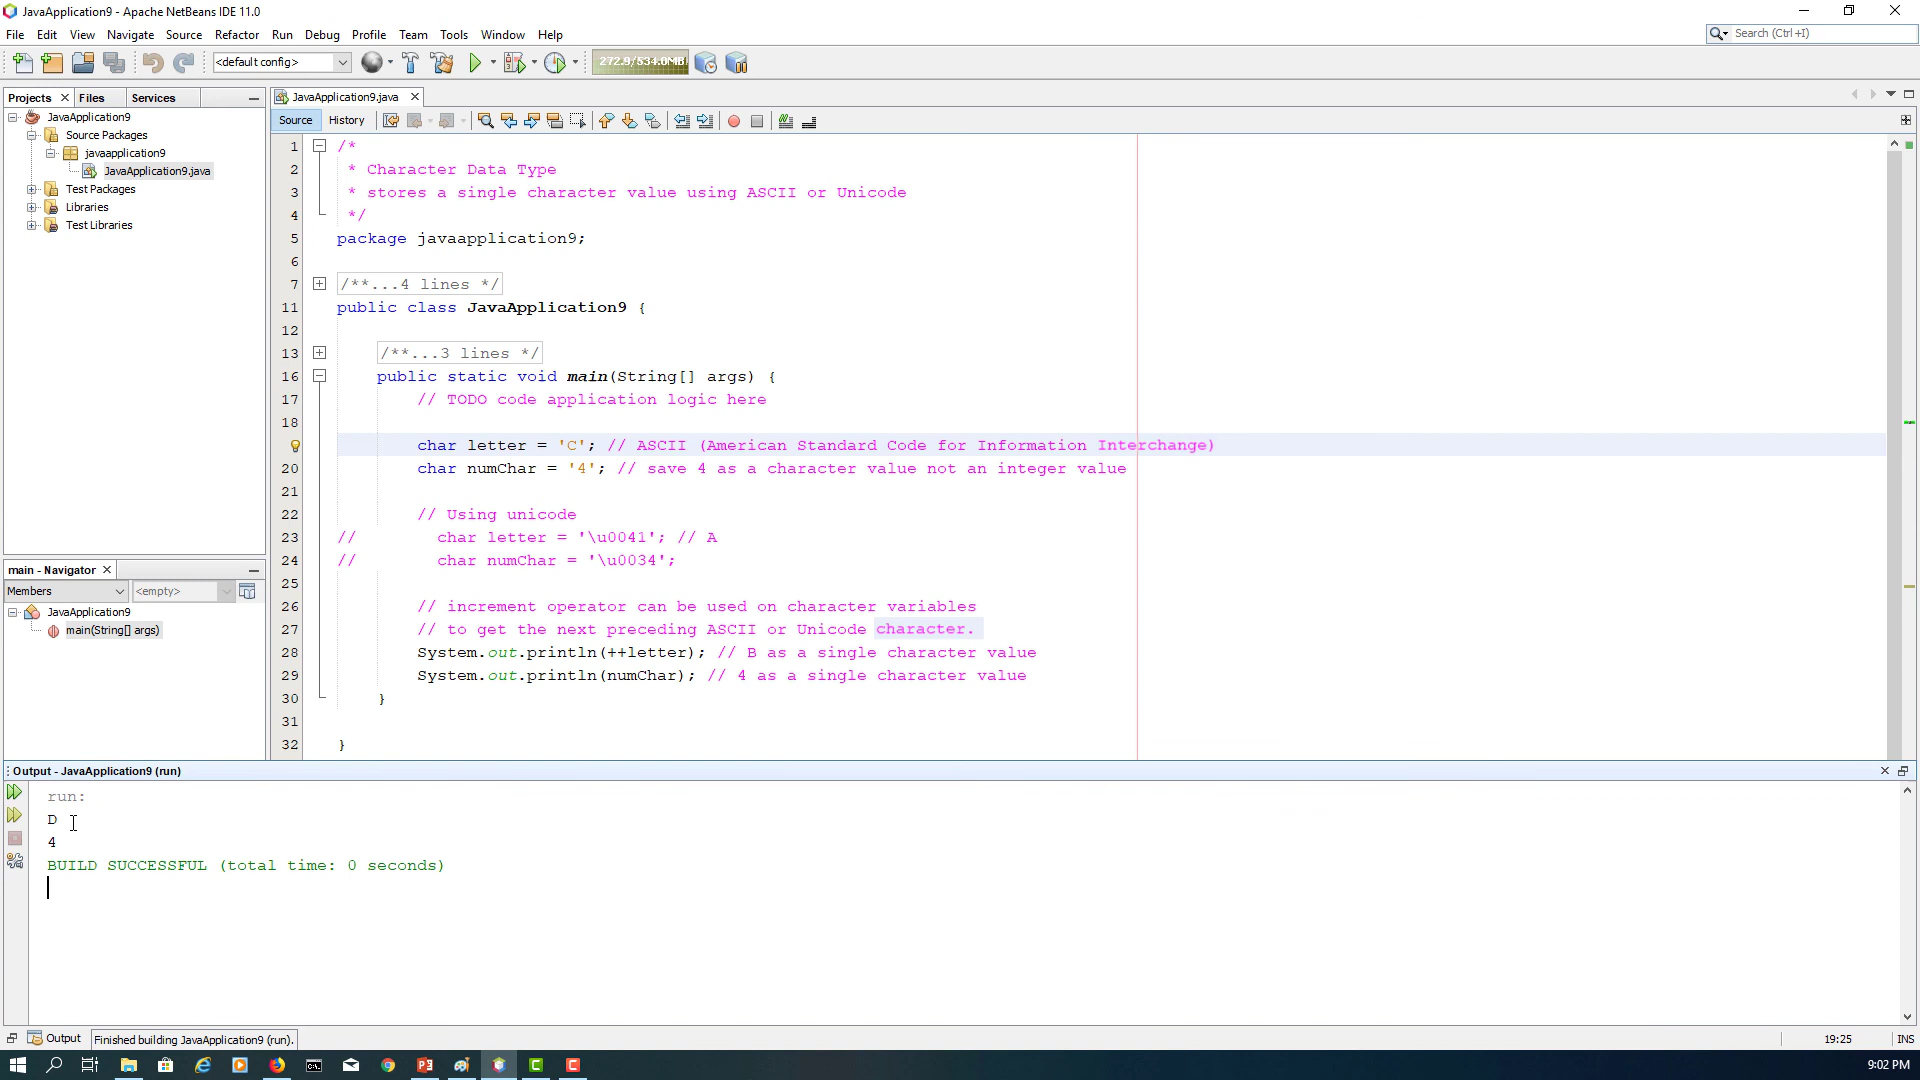 JavaApplication9 - Apache NetBeans IDE 11.0
File Edit View Navigate Source Refactor Run Debug Profile Team Tools Window Help
Search (Ctrl+I)
<default config>
272.9/534.0MB
Projects Files Services
JavaApplication9
Source Packages
javaapplication9
JavaApplication9.java
Test Packages
Libraries
Test Libraries
main - Navigator
Members <empty>
JavaApplication9
main(String[] args)
JavaApplication9.java
Source History
1 /*
2 * Character Data Type
3 * stores a single character value using ASCII or Unicode
4 */
5 package javaapplication9;
6
7 /**...4 lines */
11 public class JavaApplication9 {
12
13 /**...3 lines */
16 public static void main(String[] args) {
17 // TODO code application logic here
18
char letter = 'C'; // ASCII (American Standard Code for Information Interchange)
20 char numChar = '4'; // save 4 as a character value not an integer value
21
22 // Using unicode
23 // char letter = '\u0041'; // A
24 // char numChar = '\u0034';
25
26 // increment operator can be used on character variables
27 // to get the next preceding ASCII or Unicode character.
28 System.out.println(++letter); // B as a single character value
29 System.out.println(numChar); // 4 as a single character value
30 }
31
32 }
Output - JavaApplication9 (run)
run:
D
4
BUILD SUCCESSFUL (total time: 0 seconds)
Output Finished building JavaApplication9 (run).
19:25 INS
9:02 PM